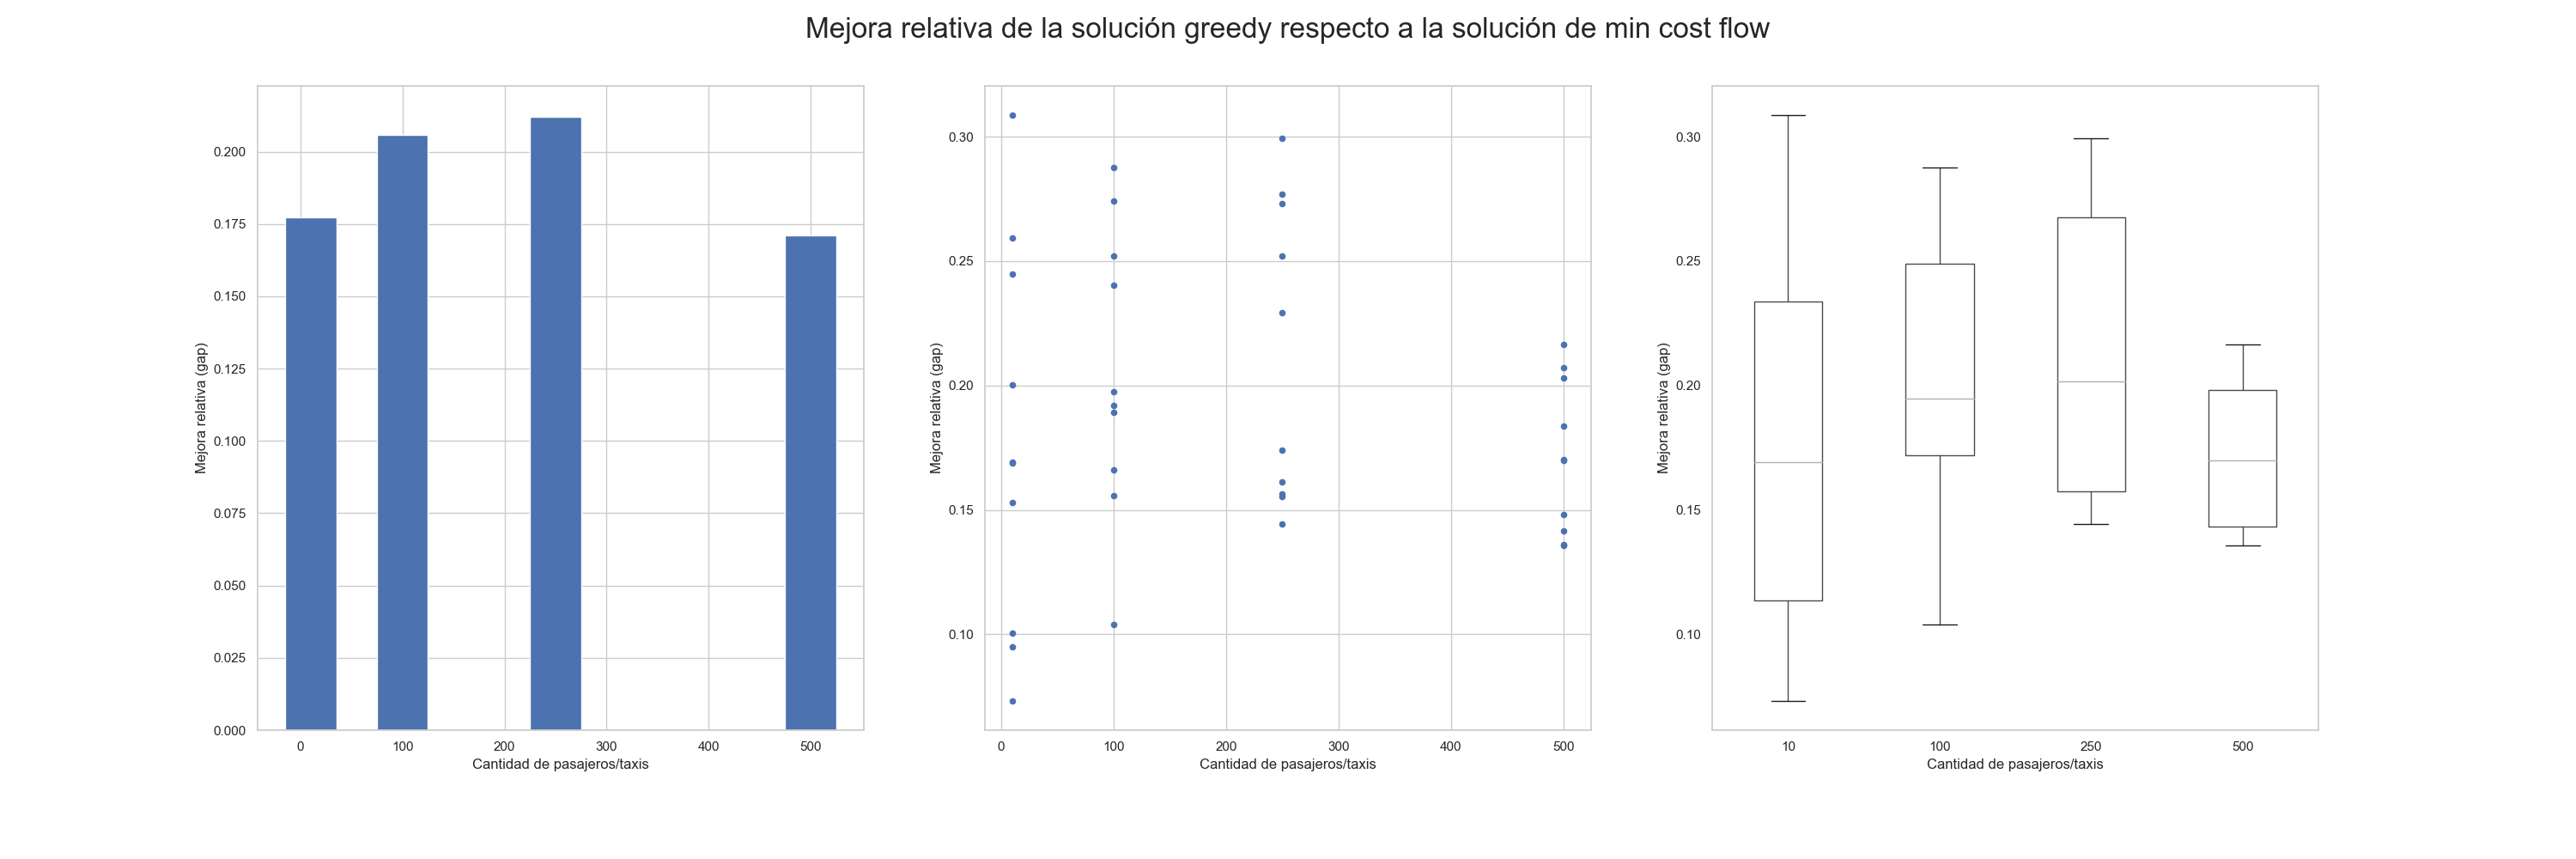 Mejora relativa de la solución greedy respecto a la solución de min cost flow
Mejora relativa (gap)
0.200
0.175
0.150
0.125
0.100
0.075
0.050
0.025
0.000
0 100 200 300 400 500
Cantidad de pasajeros/taxis
Mejora relativa (gap)
0.30
0.25
0.20
0.15
0.10
0 100 200 300 400 500
Cantidad de pasajeros/taxis
Mejora relativa (gap)
0.30
0.25
0.20
0.15
0.10
10 100 250 500
Cantidad de pasajeros/taxis